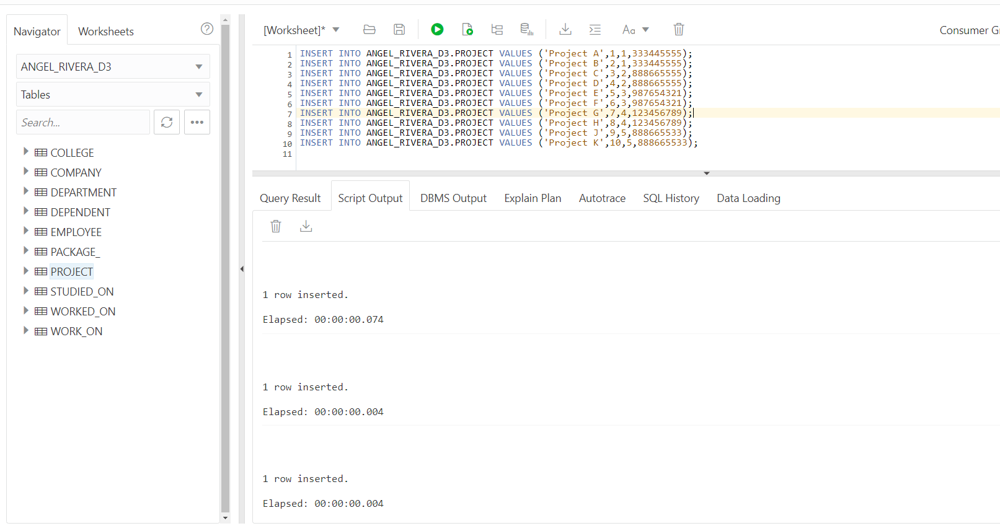 Navigator
Worksheets
ANGEL_RIVERA_D3
Tables
Search...
COLLEGE
COMPANY
DEPARTMENT
DEPENDENT
EMPLOYEE
PACKAGE_
PROJECT
STUDIED_ON
WORKED_ON
WORK_ON
[Worksheet]*
Aa
Consumer Gr
1 INSERT INTO ANGEL_RIVERA_D3.PROJECT VALUES ('Project A',1,1,333445555);
2 INSERT INTO ANGEL_RIVERA_D3.PROJECT VALUES ('Project B',2,1,333445555);
3 INSERT INTO ANGEL_RIVERA_D3.PROJECT VALUES ('Project C',3,2,888665555);
4 INSERT INTO ANGEL_RIVERA_D3.PROJECT VALUES ('Project D',4,2,888665555);
5 INSERT INTO ANGEL_RIVERA_D3.PROJECT VALUES ('Project E',5,3,987654321);
6 INSERT INTO ANGEL_RIVERA_D3.PROJECT VALUES ('Project F',6,3,987654321);
7 INSERT INTO ANGEL_RIVERA_D3.PROJECT VALUES ('Project G',7,4,123456789);
8 INSERT INTO ANGEL_RIVERA_D3.PROJECT VALUES ('Project H',8,4,123456789);
9 INSERT INTO ANGEL_RIVERA_D3.PROJECT VALUES ('Project J',9,5,888665533);
10 INSERT INTO ANGEL_RIVERA_D3.PROJECT VALUES ('Project K',10,5,888665533);
11
Query Result
Script Output
DBMS Output
Explain Plan
Autotrace
SQL History
Data Loading
1 row inserted.
Elapsed: 00:00:00.074
1 row inserted.
Elapsed: 00:00:00.004
1 row inserted.
Elapsed: 00:00:00.004